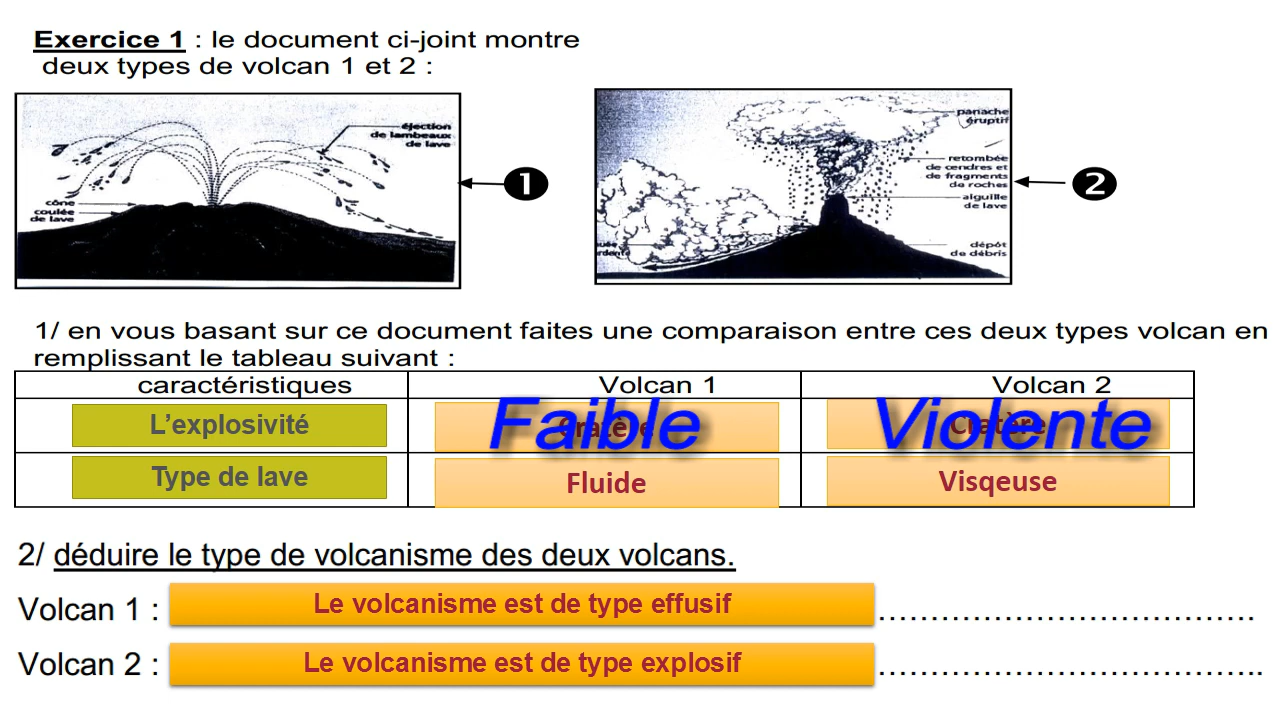 Exercice 1 : le document ci-joint montre
deux types de volcan 1 et 2 :
éjection
de lambeaux
de lave
cône
coulée
de lave
1
panache
éruptif
retombée
de cendres et
de fragments
de roches
aiguille
de lave
dépôt
de débris
2
1/ en vous basant sur ce document faites une comparaison entre ces deux types volcan en
remplissant le tableau suivant :
caractéristiques Volcan 1 Volcan 2
L'explosivité Faible Violente
Type de lave Fluide Visqeuse
2/ déduire le type de volcanisme des deux volcans.
Volcan 1 : Le volcanisme est de type effusif ……………………………….
Volcan 2 : Le volcanisme est de type explosif ………………………………..